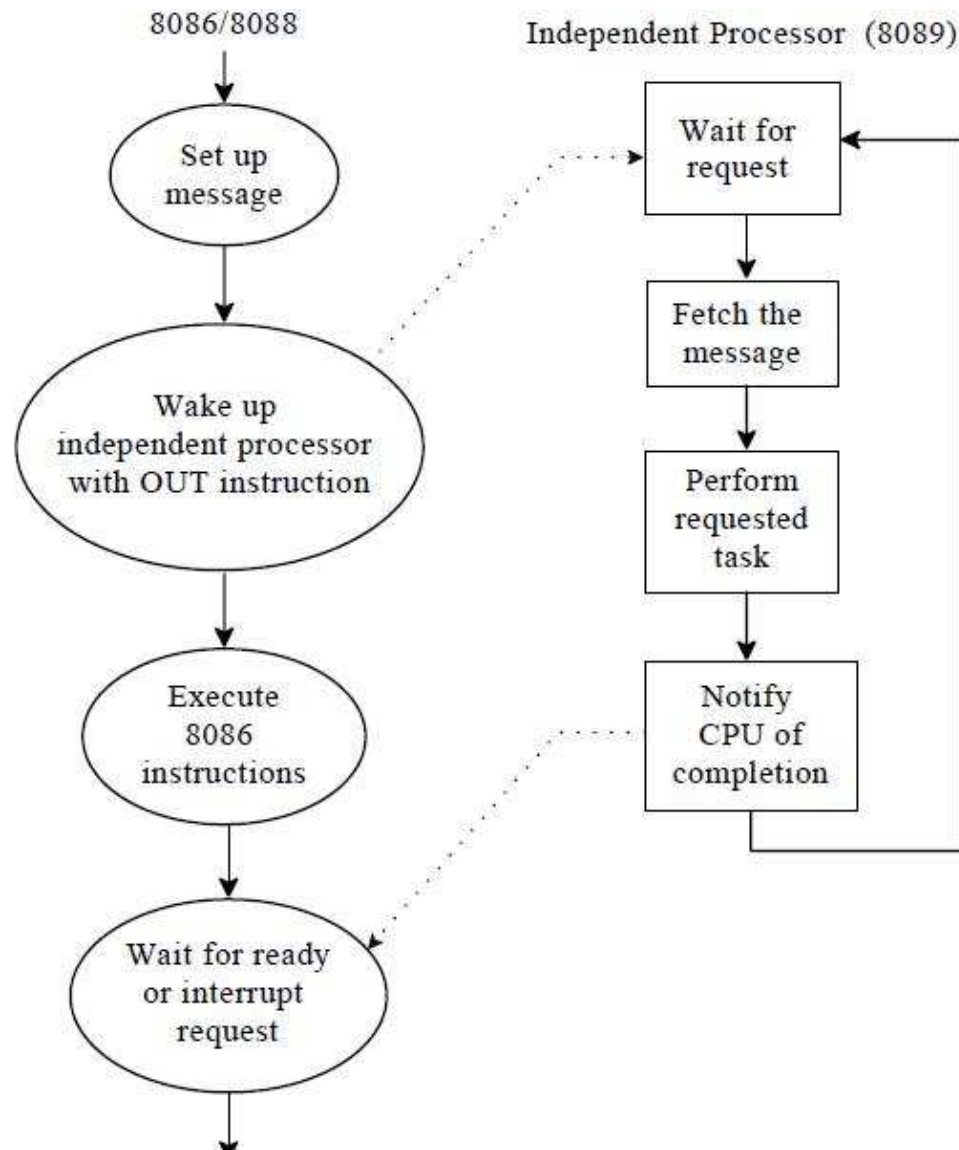 8086/8088
Independent Processor (8089)
Set up
message
Wake up
independent processor
with OUT instruction
Execute
8086
instructions
Wait for ready
or interrupt
request
Wait for
request
Fetch the
message
Perform
requested
task
Notify
CPU of
completion